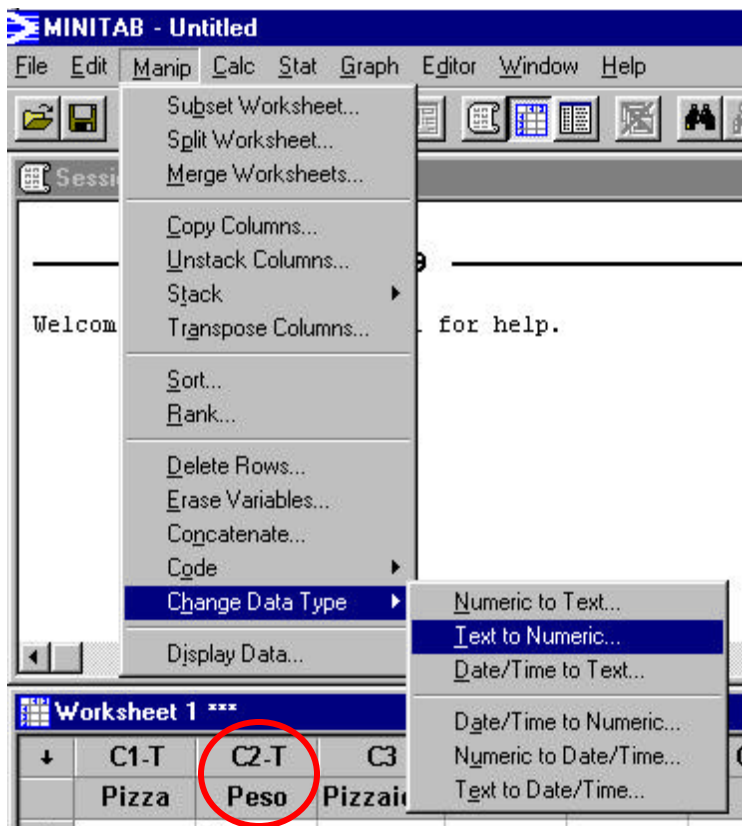 MINITAB - Untitled
File Edit Manip Calc Stat Graph Editor Window Help
Subset Worksheet...
Split Worksheet...
Merge Worksheets...
Copy Columns...
Unstack Columns...
Stack
Transpose Columns...
Sort...
Rank...
Delete Rows...
Erase Variables...
Concatenate...
Code
Change Data Type
Display Data...
Numeric to Text...
Text to Numeric...
Date/Time to Text...
Date/Time to Numeric...
Numeric to Date/Time...
Text to Date/Time...
Sessi
9
Welcom . for help.
Worksheet 1 ***
C1-T C2-T C3
Pizza Peso Pizzaio